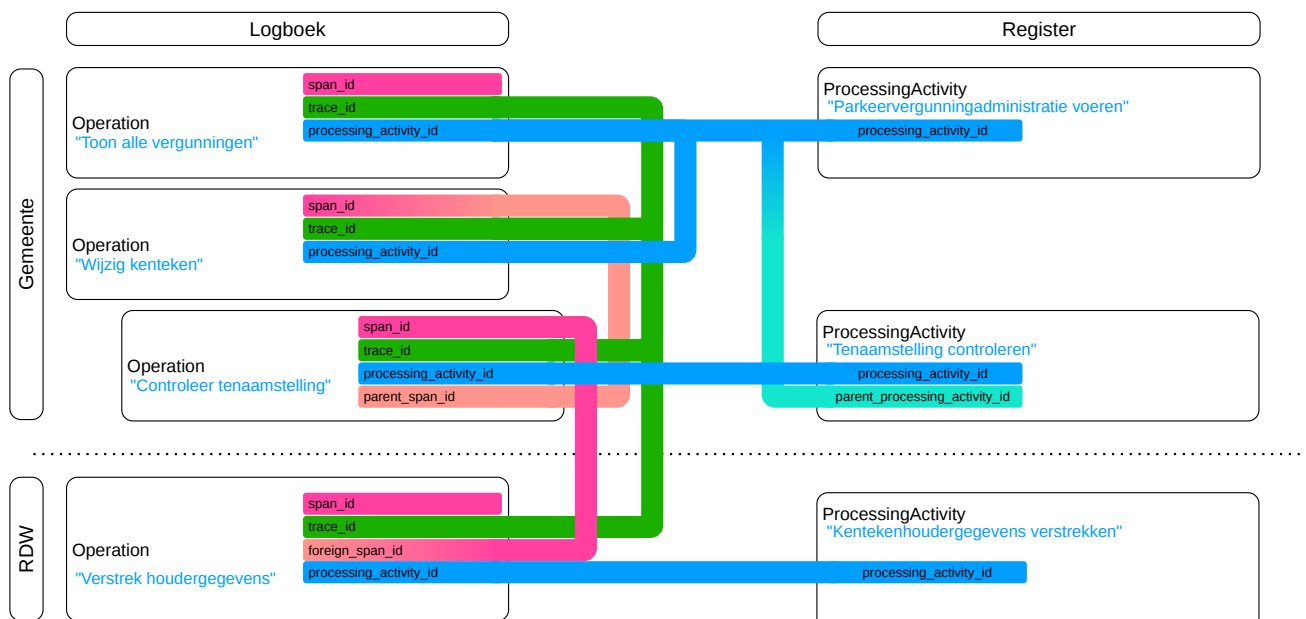 Logboek
Register
Gemeente
Operation
"Toon alle vergunningen"
span_id
trace_id
processing_activity_id
ProcessingActivity
"Parkeervergunningadministratie voeren"
processing_activity_id
Operation
"Wijzig kenteken"
span_id
trace_id
processing_activity_id
Operation
"Controleer tenaamstelling"
span_id
trace_id
processing_activity_id
parent_span_id
ProcessingActivity
"Tenaamstelling controleren"
processing_activity_id
parent_processing_activity_id
RDW
Operation
"Verstrek houdergegevens"
span_id
trace_id
foreign_span_id
processing_activity_id
ProcessingActivity
"Kentekenhoudergegevens verstrekken"
processing_activity_id